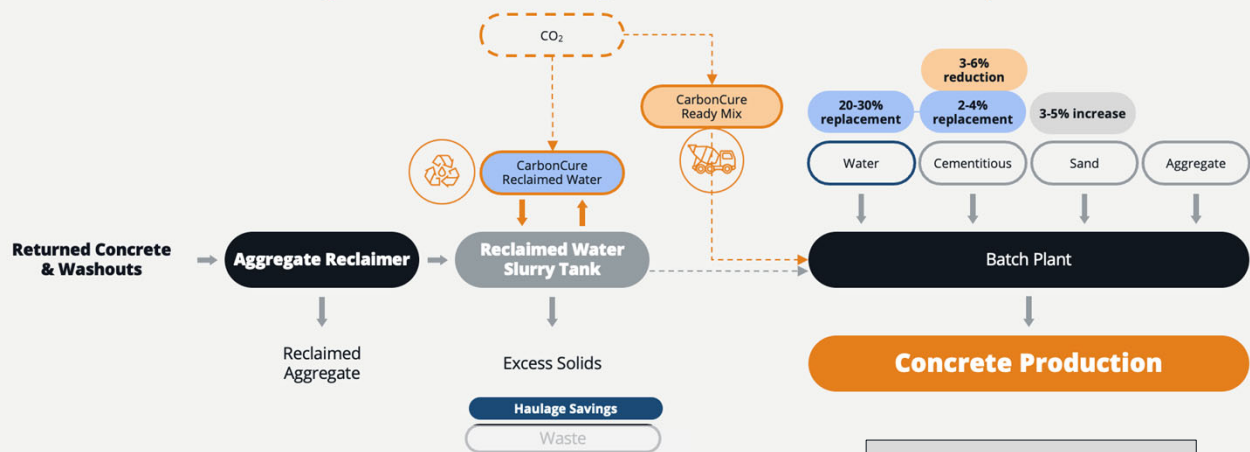 CO₂
3-6%
reduction
CarbonCure
Ready Mix
20-30%
replacement
2-4%
replacement
3-5% increase
CarbonCure
Reclaimed Water
Water
Cementitious
Sand
Aggregate
Returned Concrete
& Washouts
Aggregate Reclaimer
Reclaimed Water
Slurry Tank
Batch Plant
Reclaimed
Aggregate
Excess Solids
Concrete Production
Haulage Savings
Waste